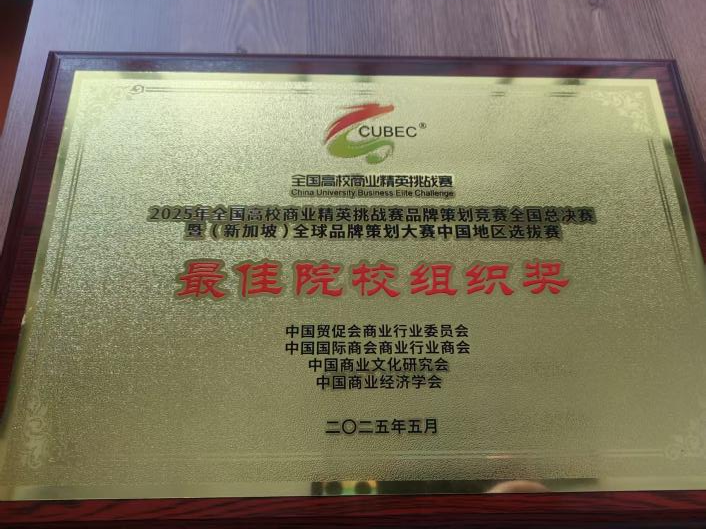 CUBEC®
全国高校商业精英挑战赛
China University Business Elite Challenge
2025年全国高校商业精英挑战赛品牌策划竞赛全国总决赛
暨（新加坡）全球品牌策划大赛中国地区选拔赛
最佳院校组织奖
中国贸促会商业行业委员会
中国国际商会商业行业商会
中国商业文化研究会
中国商业经济学会
二〇二五年五月